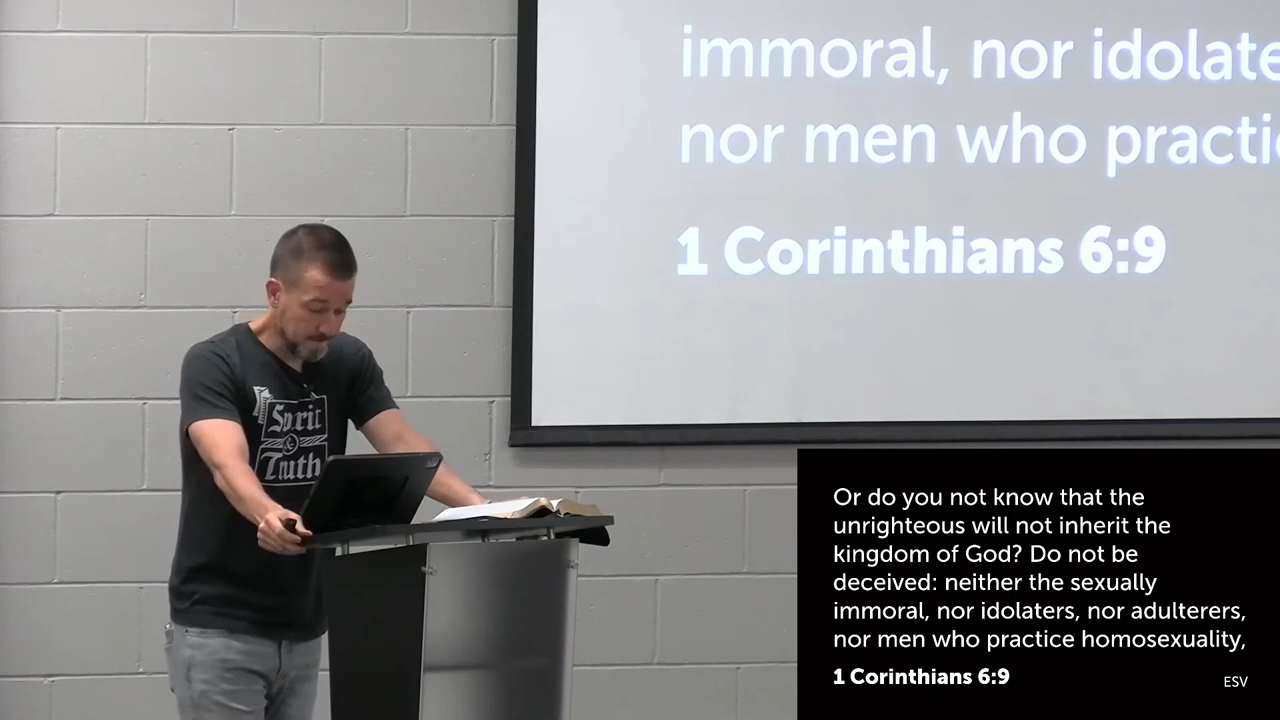 immoral, nor idolate
nor men who practi
1 Corinthians 6:9
Spirit
&
Truth
Or do you not know that the
unrighteous will not inherit the
kingdom of God? Do not be
deceived: neither the sexually
immoral, nor idolaters, nor adulterers,
nor men who practice homosexuality,
1 Corinthians 6:9
ESV